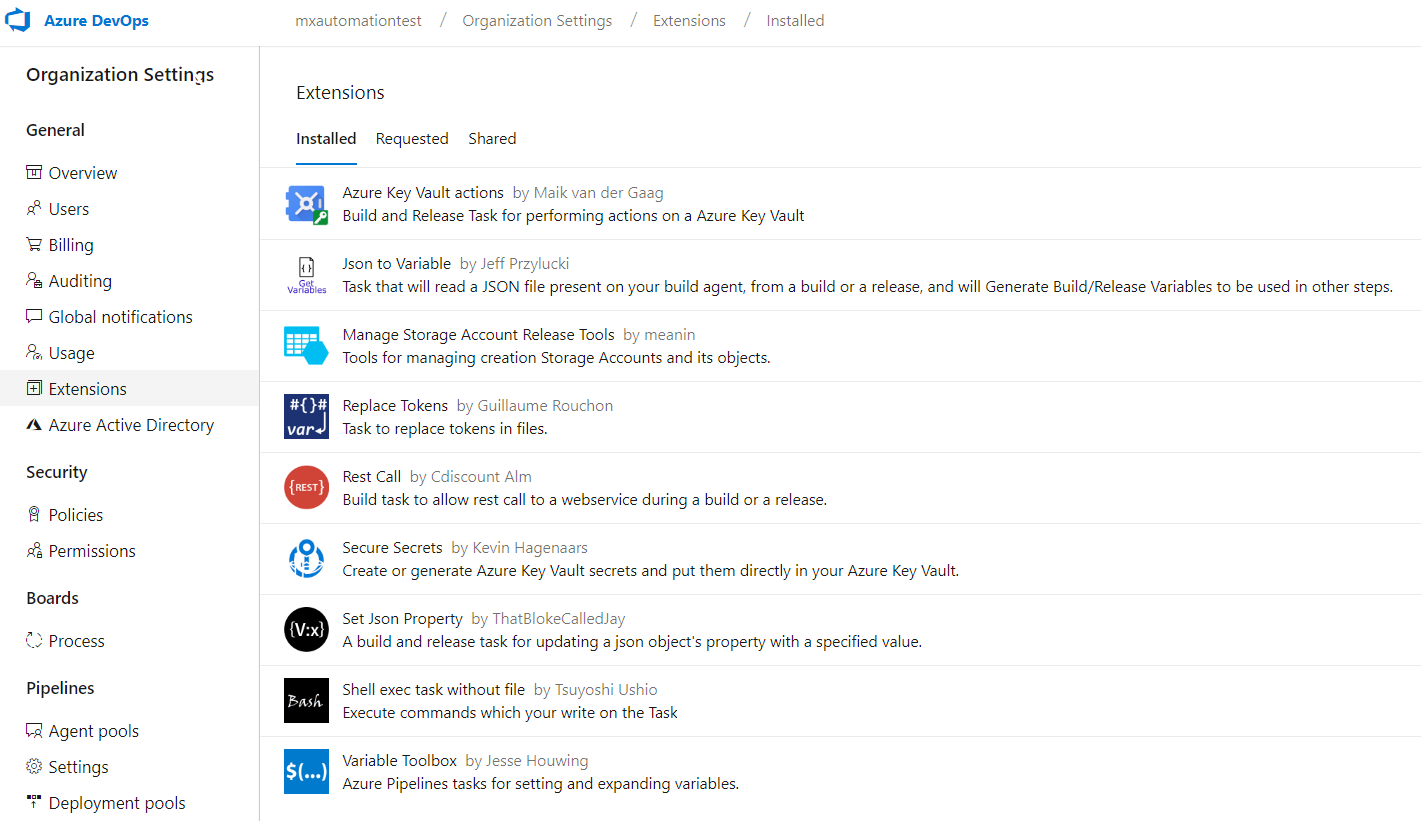 Azure DevOps
mxautomationtest / Organization Settings / Extensions / Installed
Organization Settings
General
Overview
Users
Billing
Auditing
Global notifications
Usage
Extensions
Azure Active Directory
Security
Policies
Permissions
Boards
Process
Pipelines
Agent pools
Settings
Deployment pools
Extensions
Installed Requested Shared
Azure Key Vault actions by Maik van der Gaag
Build and Release Task for performing actions on a Azure Key Vault
{}
Get
Variables
Json to Variable by Jeff Przylucki
Task that will read a JSON file present on your build agent, from a build or a release, and will Generate Build/Release Variables to be used in other steps.
Manage Storage Account Release Tools by meanin
Tools for managing creation Storage Accounts and its objects.
#{}#
var
Replace Tokens by Guillaume Rouchon
Task to replace tokens in files.
{REST}
Rest Call by Cdiscount Alm
Build task to allow rest call to a webservice during a build or a release.
Secure Secrets by Kevin Hagenaars
Create or generate Azure Key Vault secrets and put them directly in your Azure Key Vault.
{V:x}
Set Json Property by ThatBlokeCalledJay
A build and release task for updating a json object's property with a specified value.
Bash
Shell exec task without file by Tsuyoshi Ushio
Execute commands which your write on the Task
$(...)
Variable Toolbox by Jesse Houwing
Azure Pipelines tasks for setting and expanding variables.